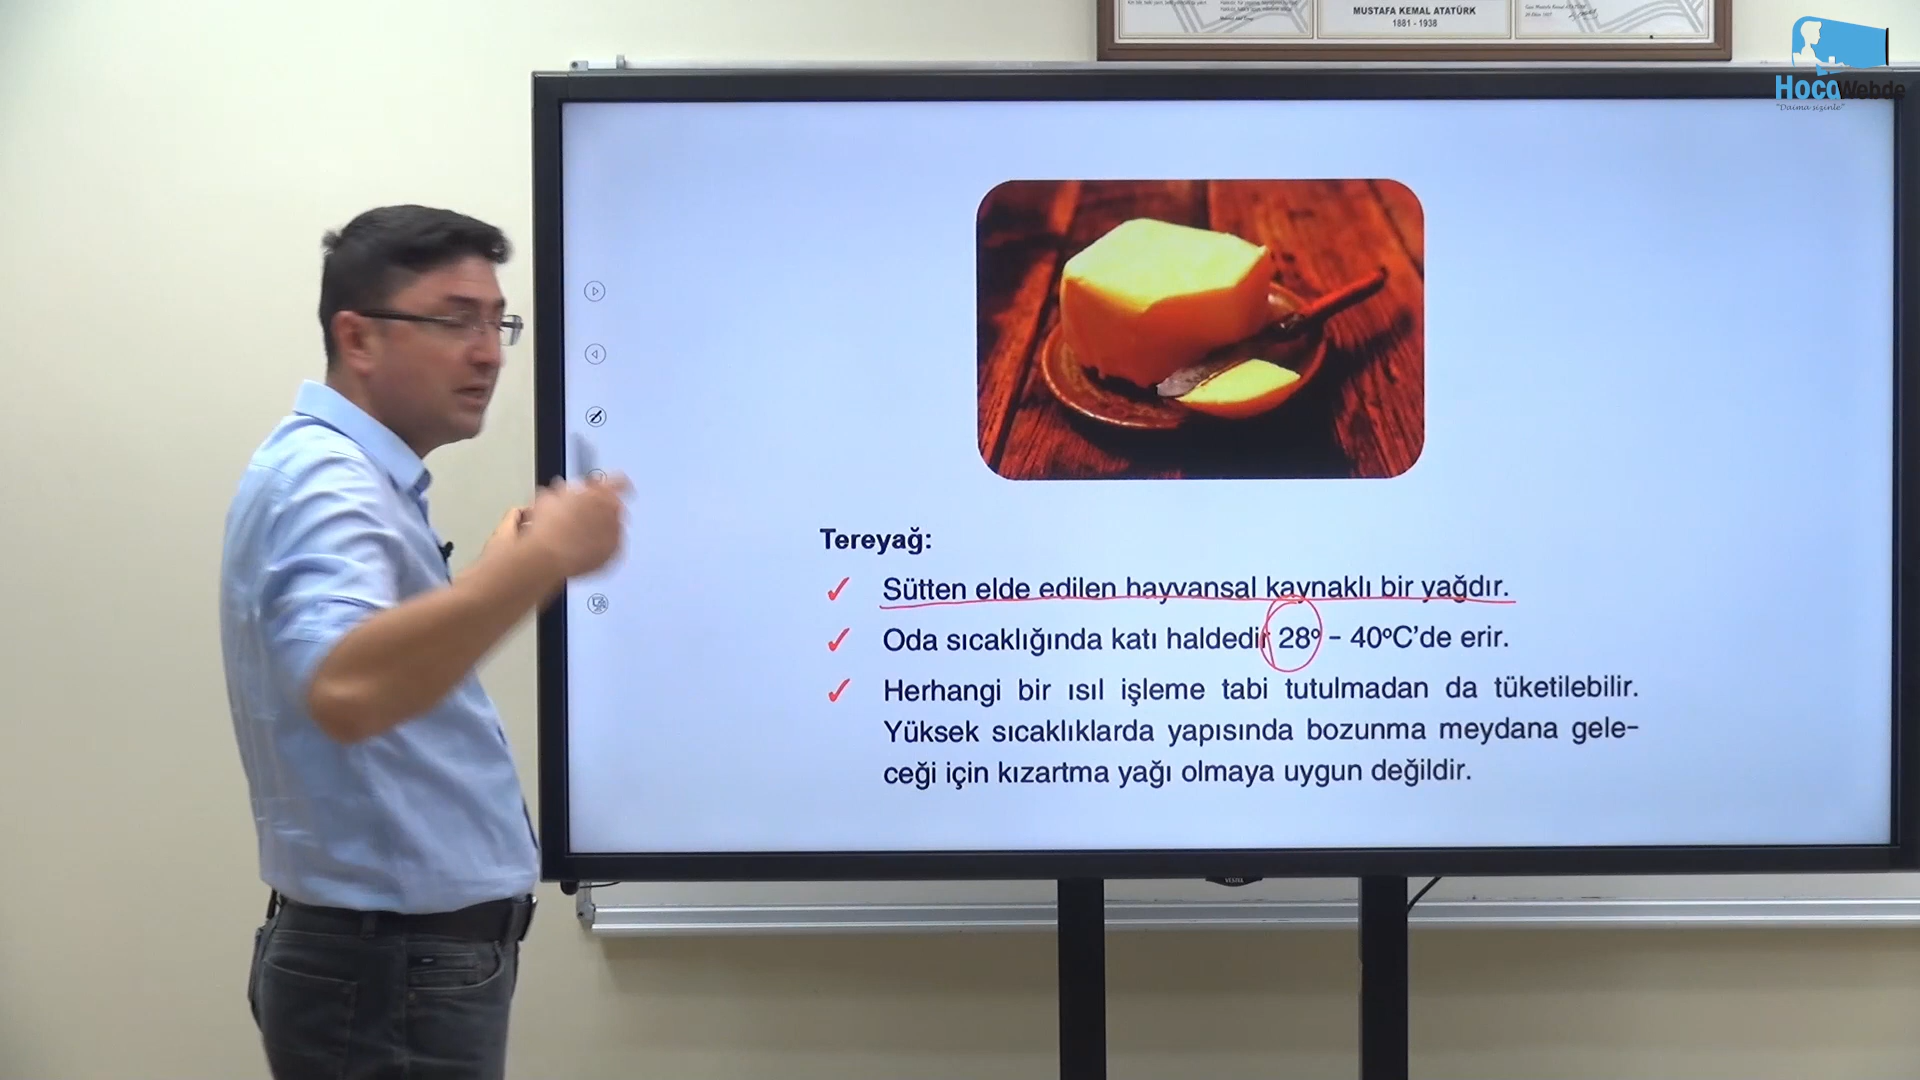 MUSTAFA KEMAL ATATÜRK
1881 - 1938
HocaWebde
"Daima sizinle"
Tereyağ:
✓ Sütten elde edilen hayvansal kaynaklı bir yağdır.
✓ Oda sıcaklığında katı haldedir 28º – 40ºC'de erir.
✓ Herhangi bir ısıl işleme tabi tutulmadan da tüketilebilir.
Yüksek sıcaklıklarda yapısında bozunma meydana gele-
ceği için kızartma yağı olmaya uygun değildir.